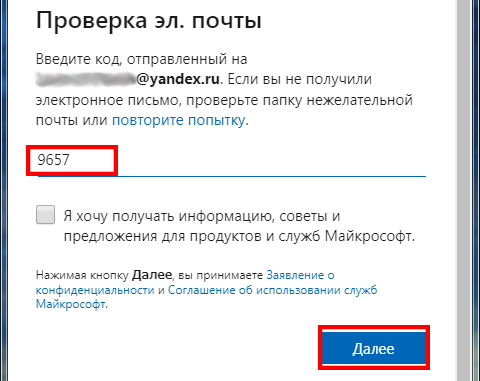 Проверка эл. почты
Введите код, отправленный на
@yandex.ru. Если вы не получили
электронное письмо, проверьте папку нежелательной
почты или повторите попытку.
9657
Я хочу получать информацию, советы и
предложения для продуктов и служб Майкрософт.
Нажимая кнопку Далее, вы принимаете Заявление о
конфиденциальности и Соглашение об использовании служб
Майкрософт.
Далее